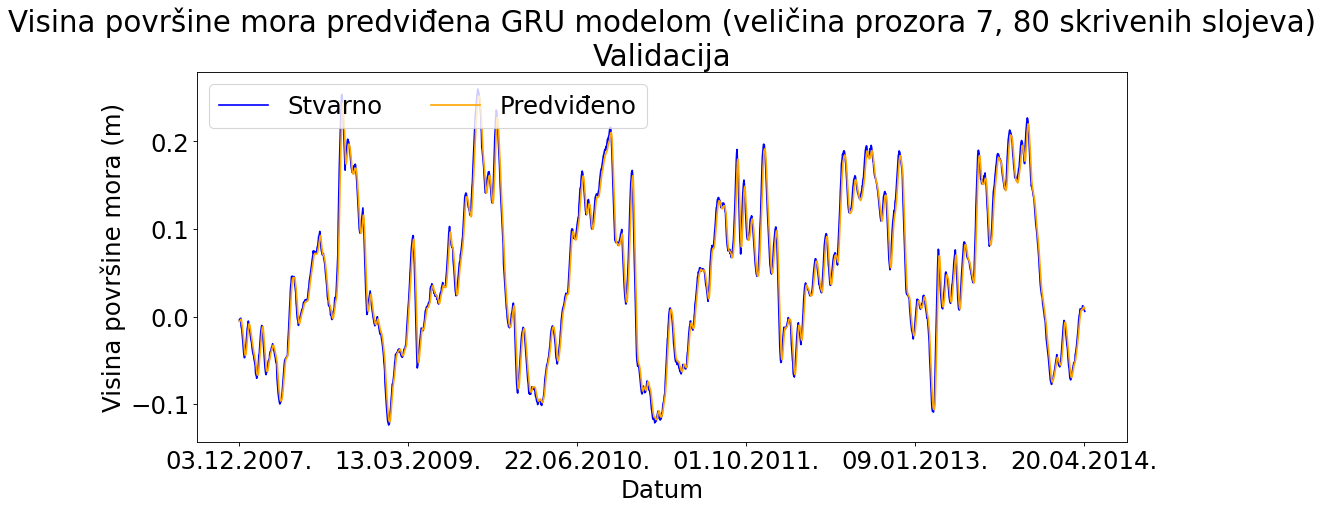 Visina površine mora predviđena GRU modelom (veličina prozora 7, 80 skrivenih slojeva)
Validacija
Stvarno
Predviđeno
Visina površine mora (m)
0.2
0.1
0.0
−0.1
03.12.2007.
13.03.2009.
22.06.2010.
01.10.2011.
09.01.2013.
20.04.2014.
Datum